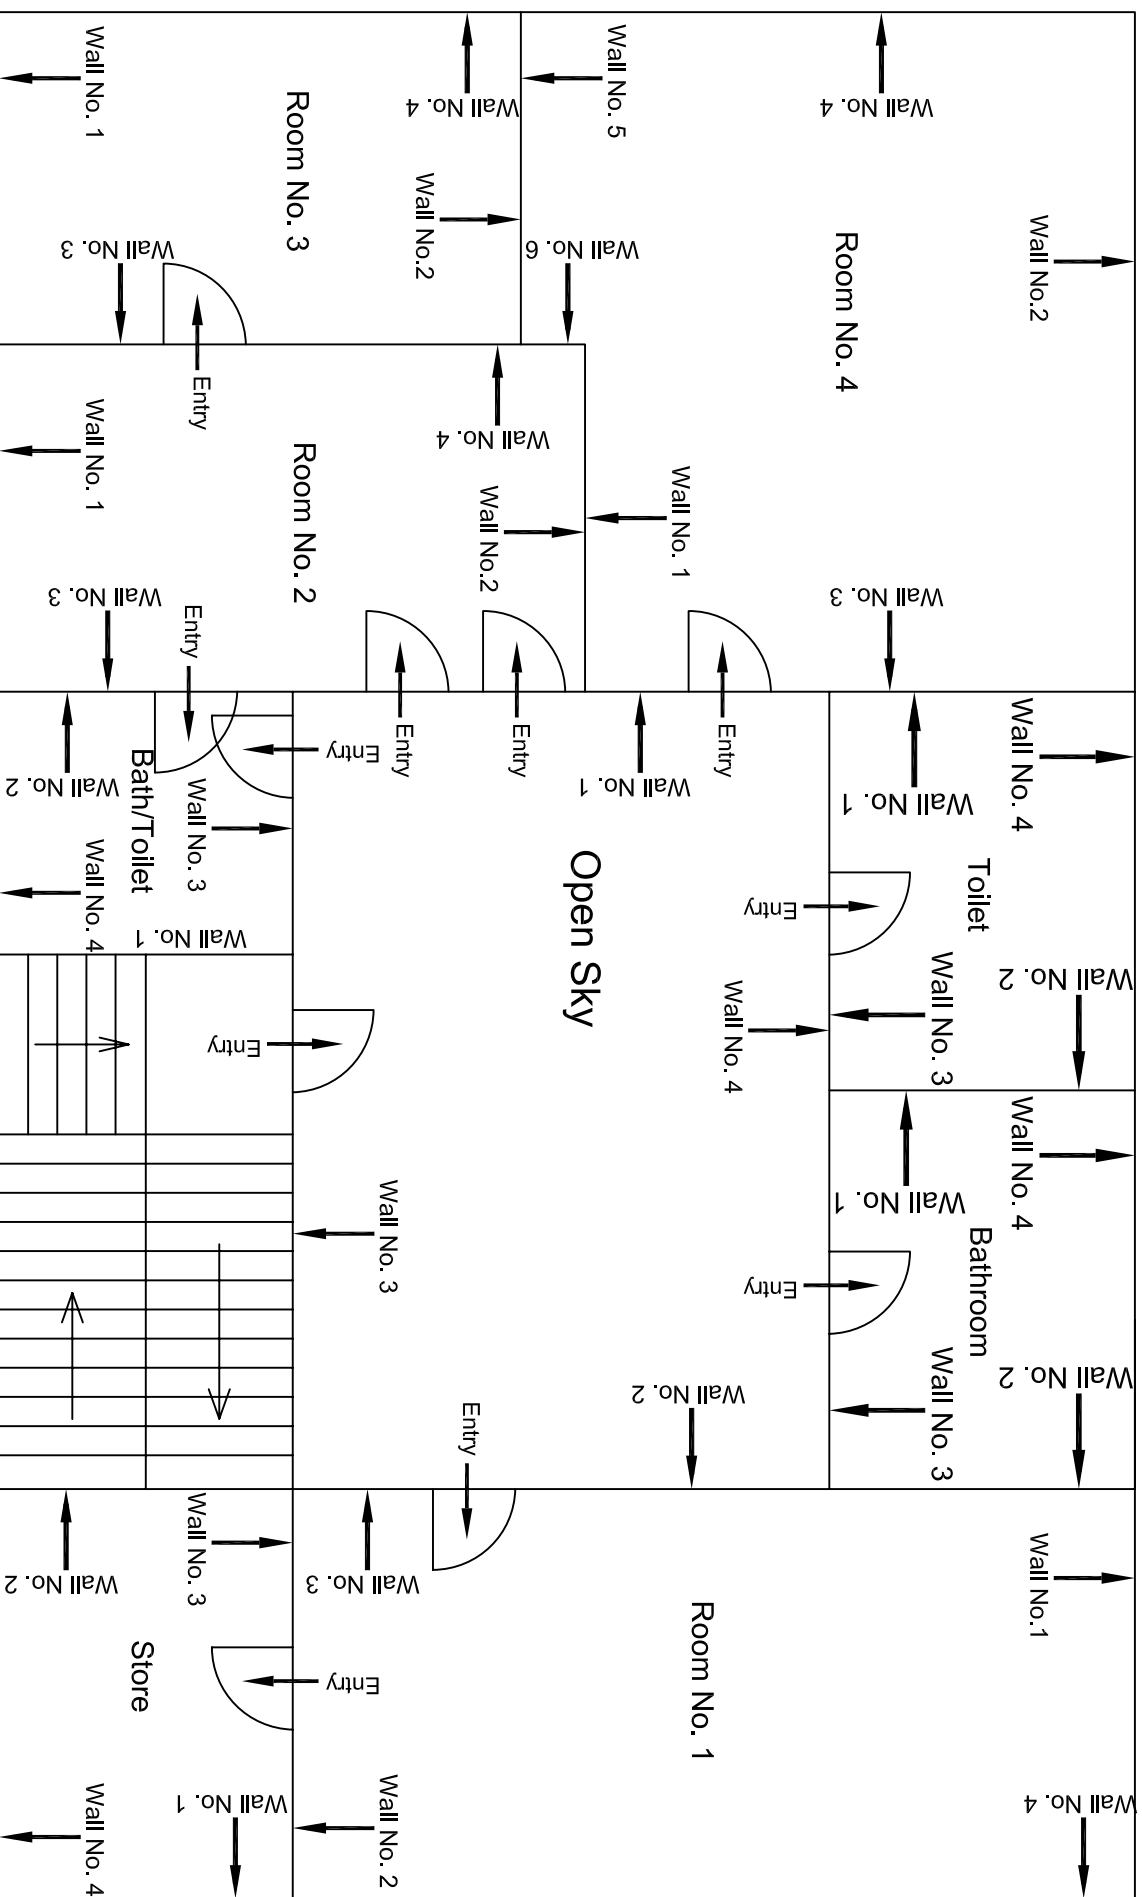 Wall No. 1
Room No. 3
Wall No. 4
Wall No.2
Wall No. 3
Entry
Wall No. 5
Wall No. 4
Wall No.2
Wall No. 6
Room No. 4
Wall No. 1
Wall No. 3
Wall No. 1
Room No. 2
Wall No. 4
Wall No.2
Wall No. 3
Entry
Entry
Entry
Entry
Entry
Wall No. 2
Bath/Toilet
Wall No. 3
Wall No. 4
Wall No. 1
Wall No. 1
Open Sky
Wall No. 4
Wall No. 3
Wall No. 2
Entry
Wall No. 4
Wall No. 1
Toilet
Entry
Wall No. 3
Wall No. 2
Wall No. 4
Wall No. 1
Bathroom
Entry
Wall No. 3
Wall No. 2
Entry
Wall No. 3
Wall No.1
Room No. 1
Wall No. 2
Wall No. 4
Wall No. 2
Wall No. 3
Store
Entry
Wall No. 1
Wall No. 4